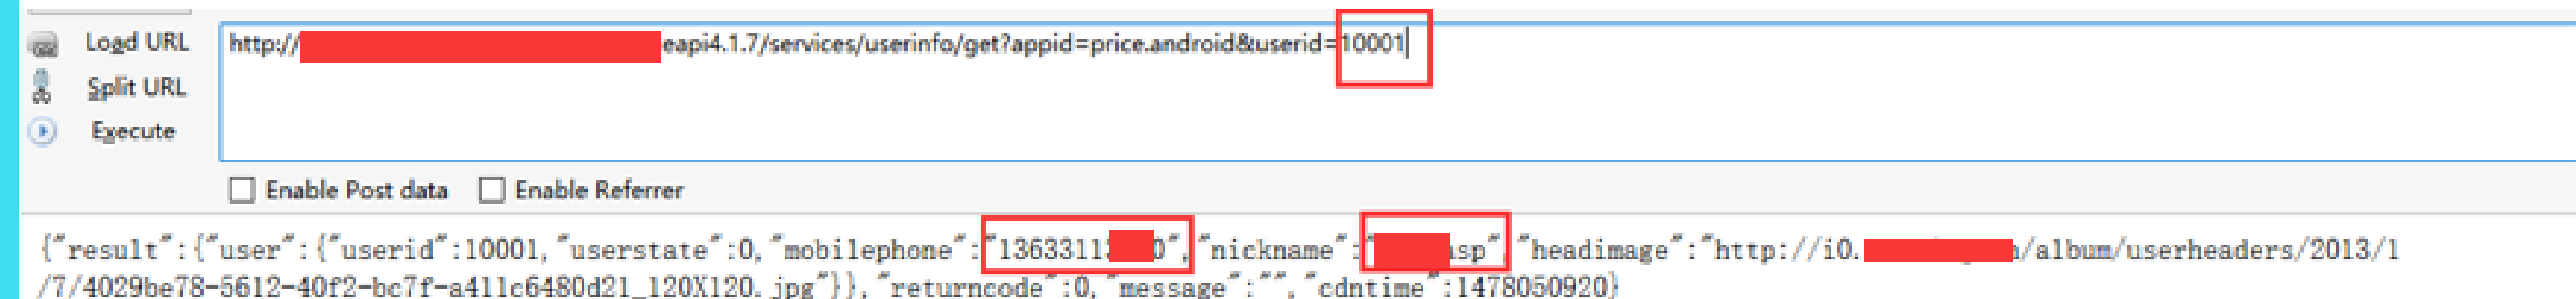 Load URL
http:// eapi4.1.7/services/userinfo/get?appid=price.android&userid=10001
Split URL
Execute
Enable Post data Enable Referrer
{"result":{"user":{"userid":10001,"userstate":0,"mobilephone":"1363311 0","nickname":" sp","headimage":"http://i0. /album/userheaders/2013/1
/7/4029be78-5612-40f2-bc7f-a411c6480d21_120X120.jpg"}},"returncode":0,"message":"","cdntime":1478050920}